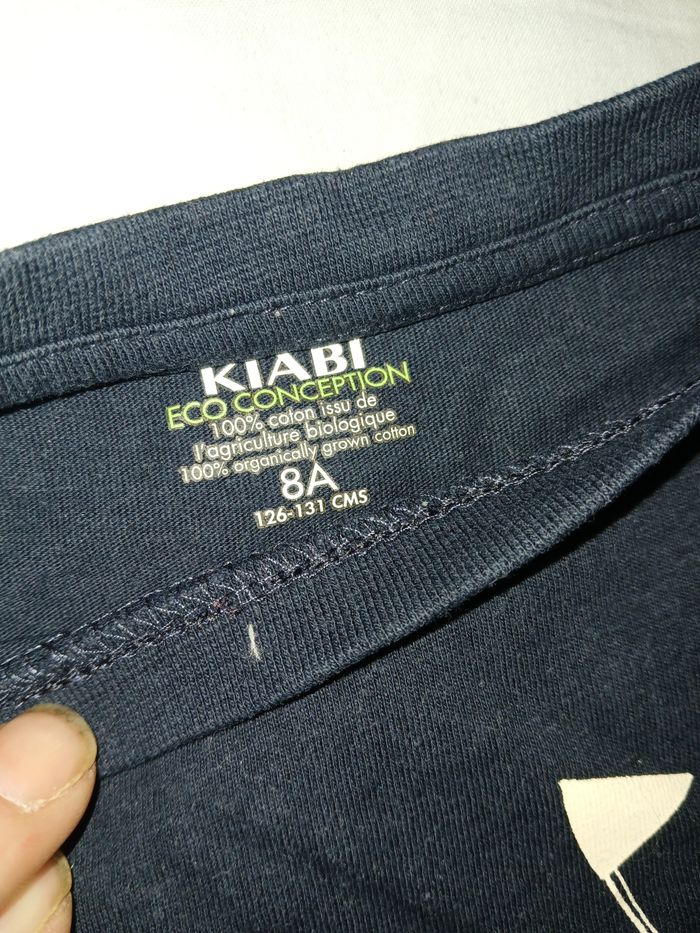 KIABI
ECO CONCEPTION
100% coton issu de
l'agriculture biologique
100% organically grown cotton
8A
126-131 CMS